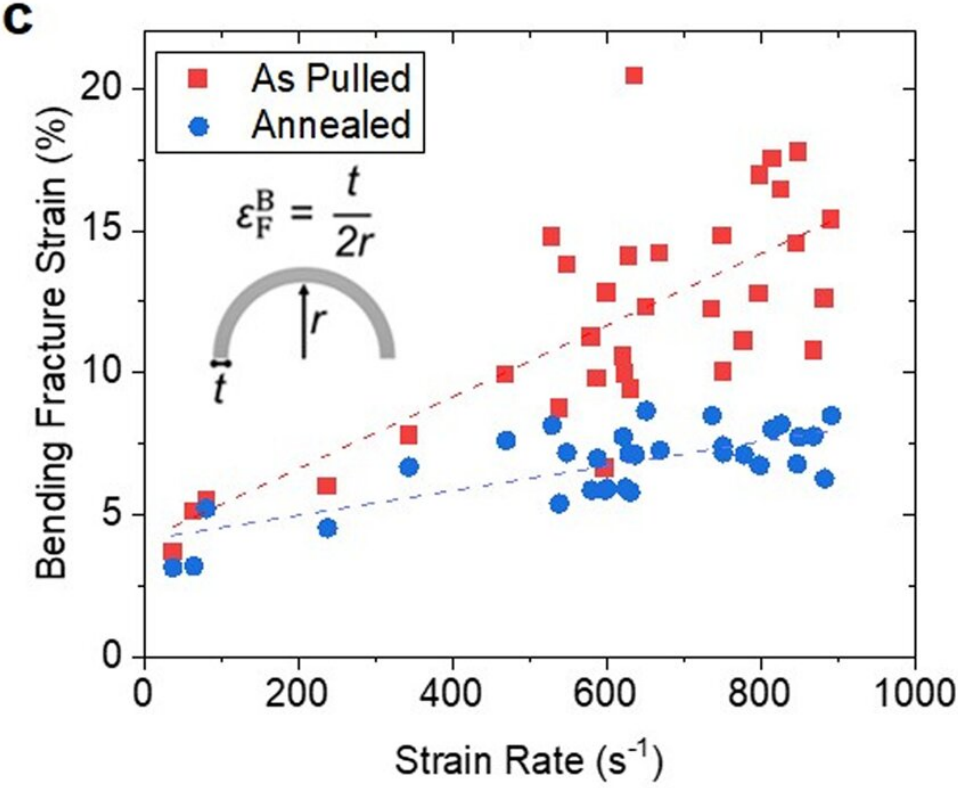 c
Bending Fracture Strain (%)
20
15
10
5
0
As Pulled
Annealed
ε_F^B = t/2r
r
t
0 200 400 600 800 1000
Strain Rate (s⁻¹)